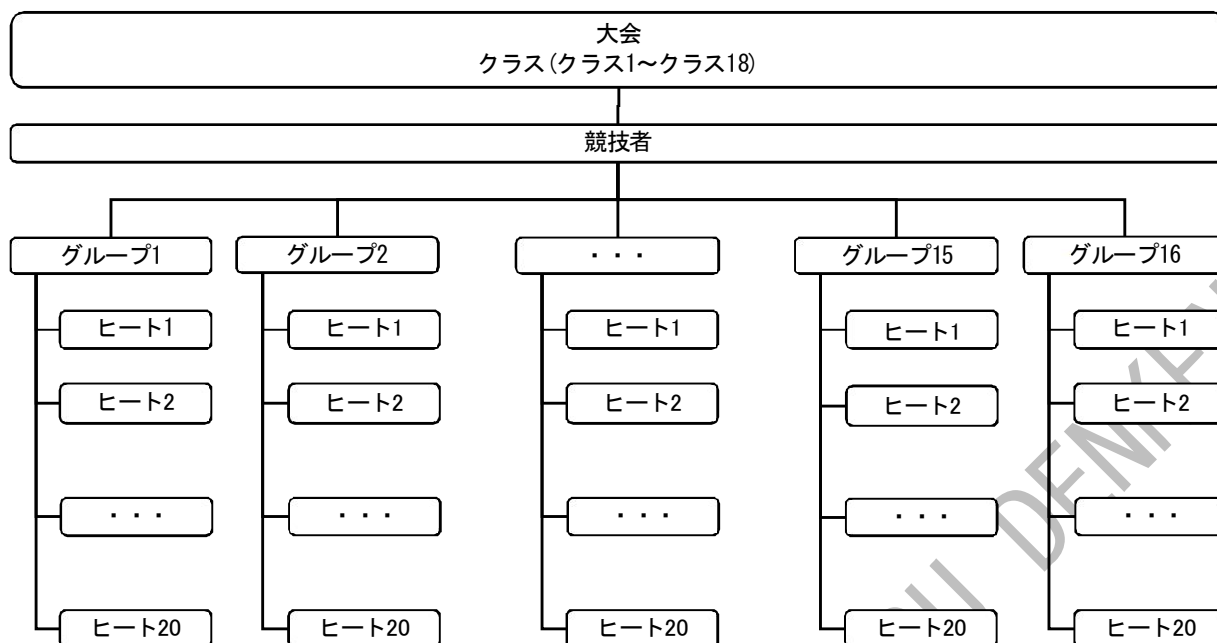 大会
クラス(クラス1～クラス18)
競技者
グループ1
グループ2
・・・
グループ15
グループ16
ヒート1
ヒート1
ヒート1
ヒート1
ヒート1
ヒート2
ヒート2
ヒート2
ヒート2
ヒート2
・・・
・・・
・・・
・・・
・・・
ヒート20
ヒート20
ヒート20
ヒート20
ヒート20